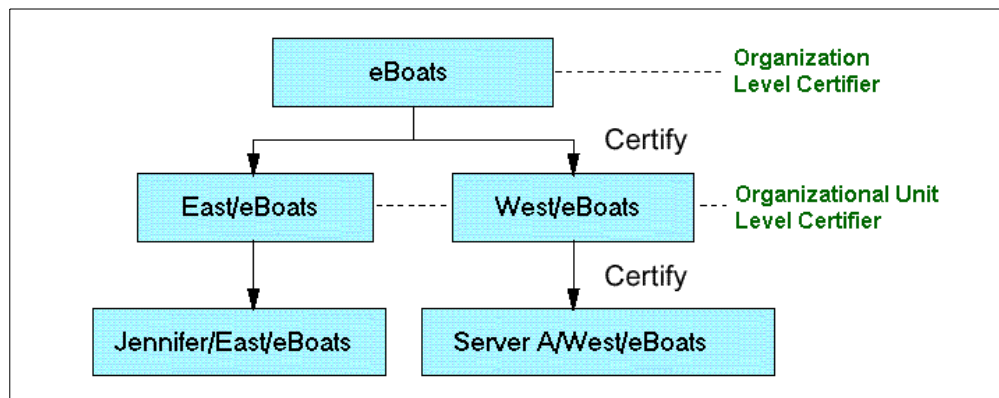 eBoats
Organization
Level Certifier
Certify
East/eBoats
West/eBoats
Organizational Unit
Level Certifier
Certify
Jennifer/East/eBoats
Server A/West/eBoats